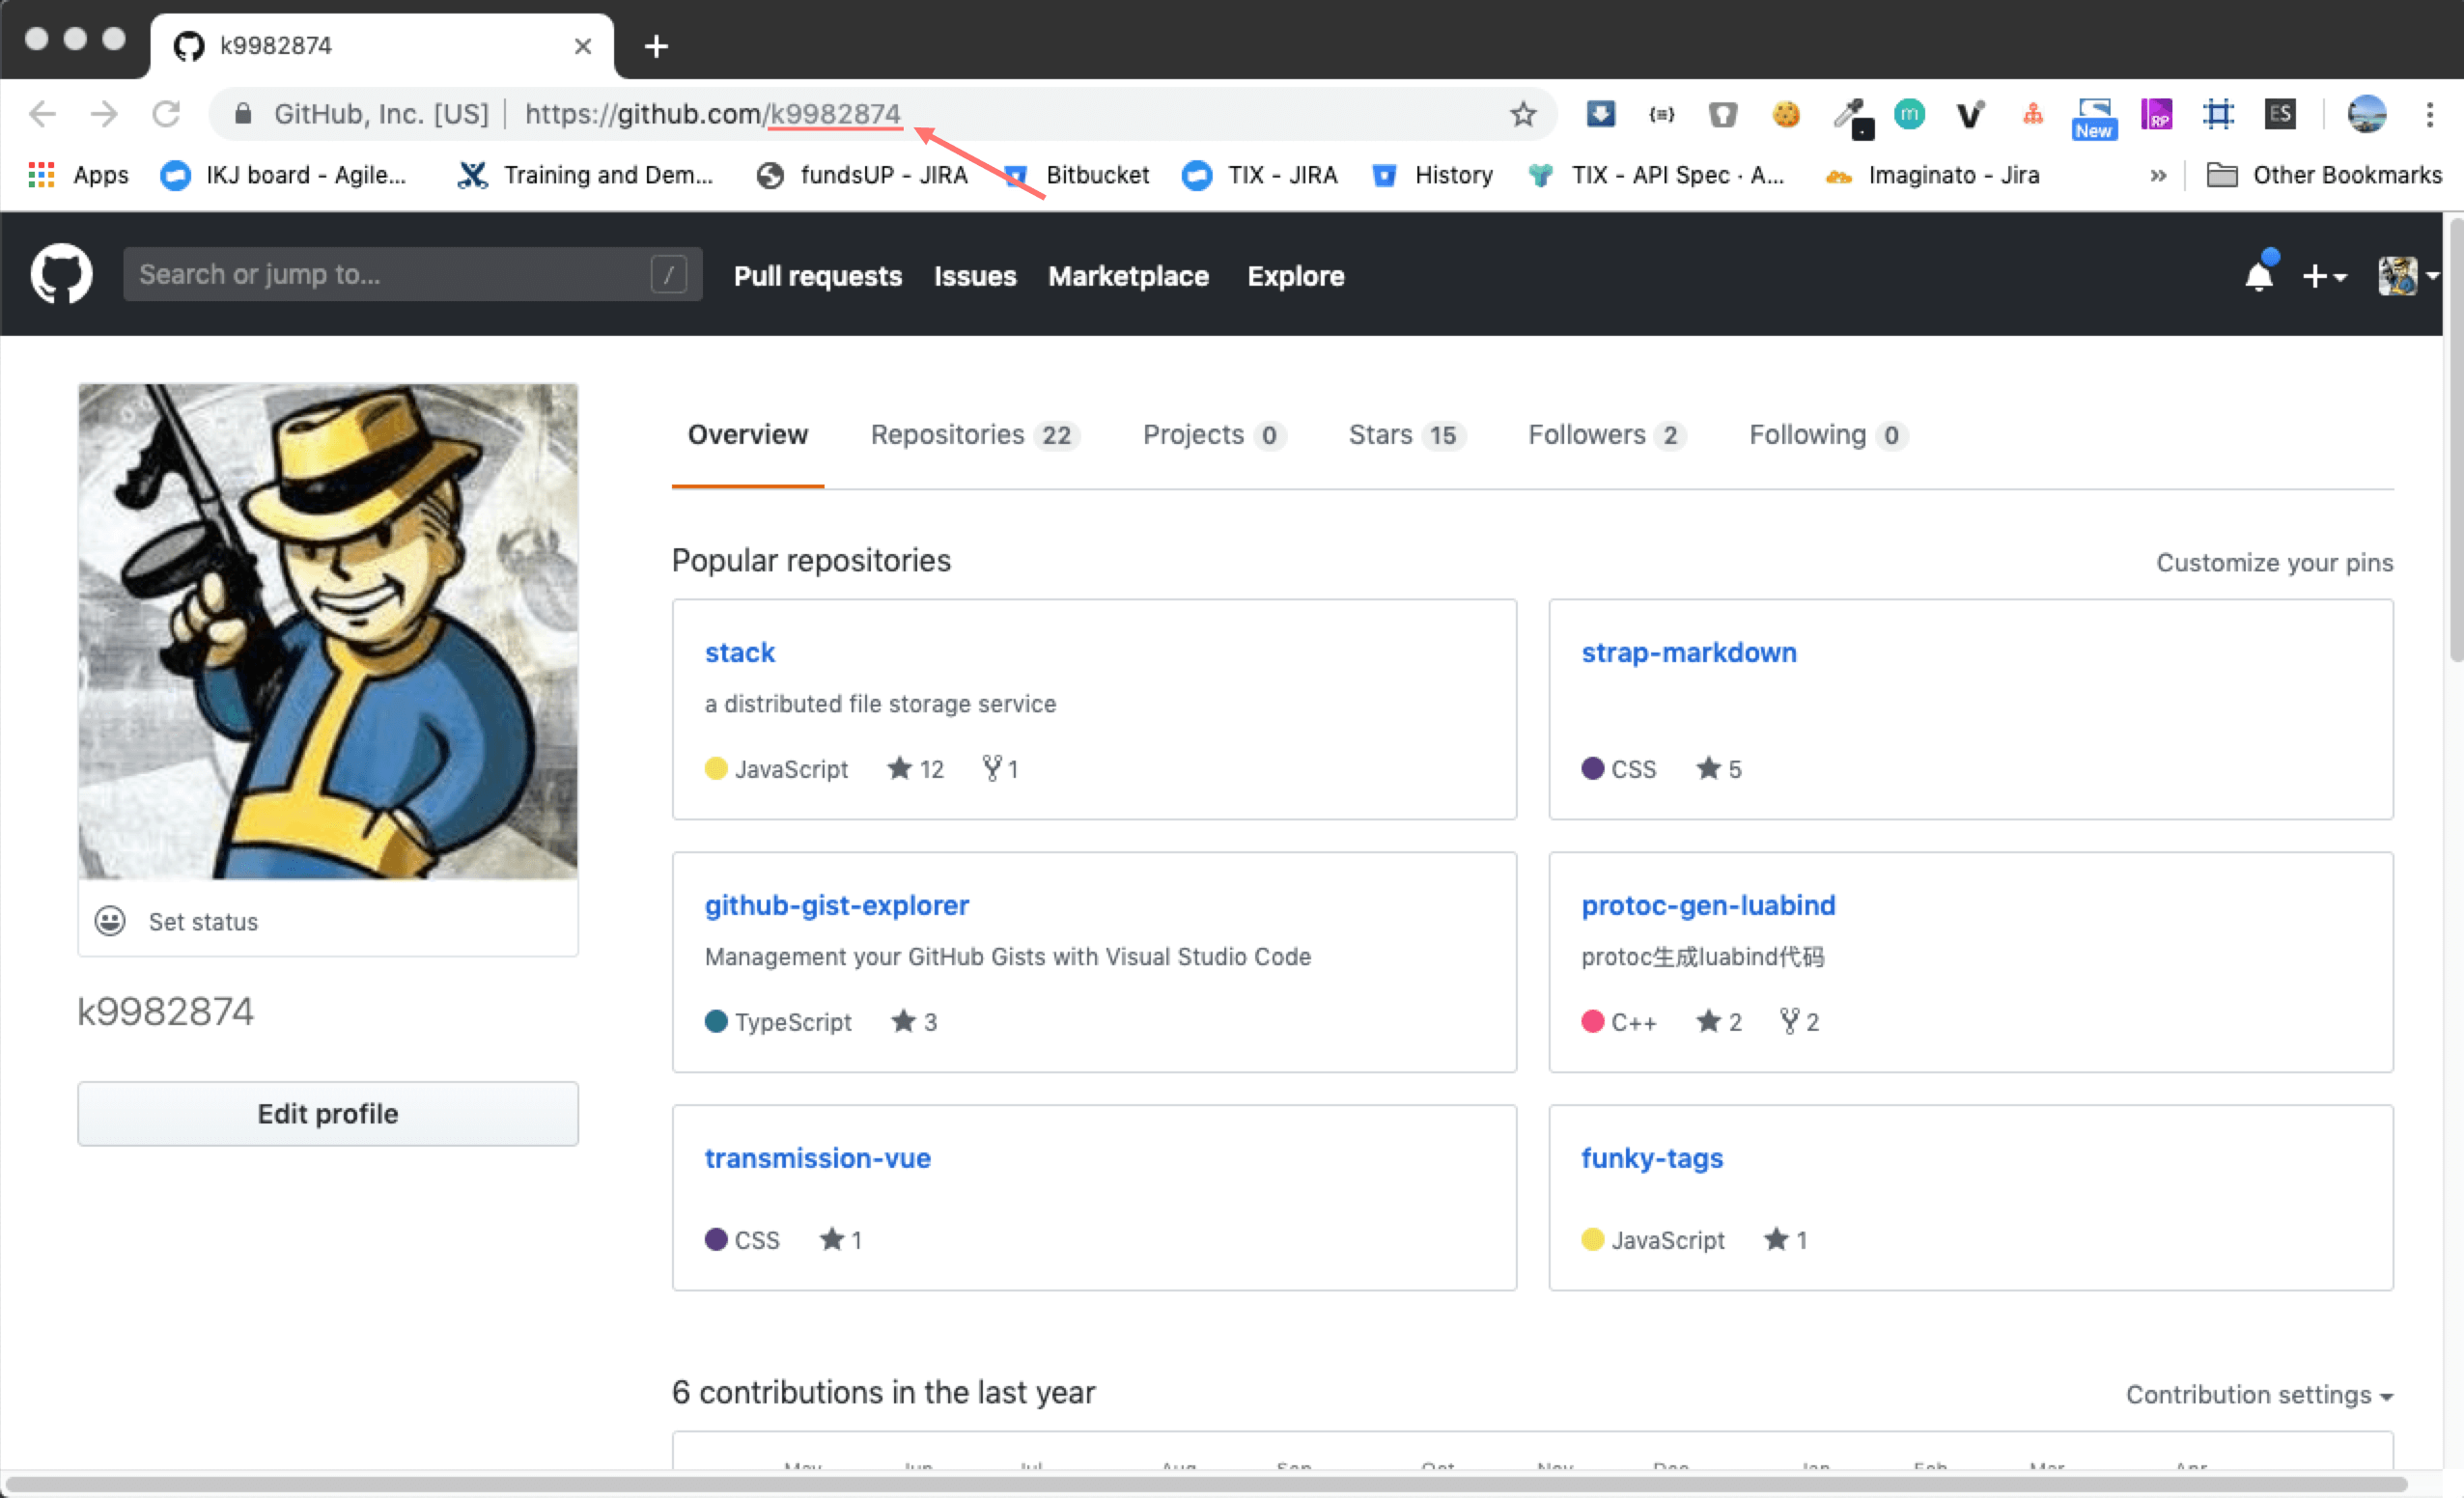 k9982874
GitHub, Inc. [US] | https://github.com/k9982874
New
RP
ES
Apps IKJ board - Agile... Training and Dem... fundsUP - JIRA Bitbucket TIX - JIRA History TIX - API Spec · A... Imaginato - Jira » Other Bookmarks
Search or jump to... /
Pull requests Issues Marketplace Explore
Overview Repositories 22 Projects 0 Stars 15 Followers 2 Following 0
Popular repositories
Customize your pins
stack
a distributed file storage service
JavaScript 12 1
strap-markdown
CSS 5
github-gist-explorer
Management your GitHub Gists with Visual Studio Code
TypeScript 3
protoc-gen-luabind
protoc生成luabind代码
C++ 2 2
transmission-vue
CSS 1
funky-tags
JavaScript 1
Set status
k9982874
Edit profile
6 contributions in the last year
Contribution settings
May Jun Jul Aug Sep Oct Nov Dec Jan Feb Mar Apr